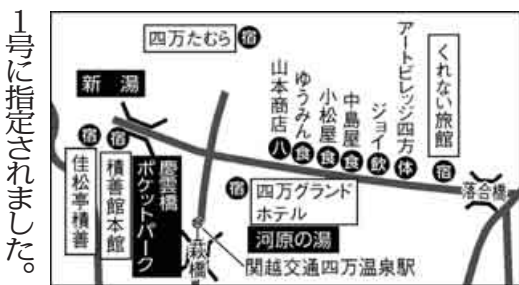 1号に指定されました。
四万たむら
宿
新湯
山本商店
八
ゆうみん
食
小松屋
食
中島屋
食
ジョイ
飲
アートビレッジ四万
体
くれない旅館
宿
落合橋
宿
佳松亭積善
宿
積善館本館
慶雲橋
ポケットパーク
宿
四万グランド
ホテル
河原の湯
萩橋
関越交通四万温泉駅